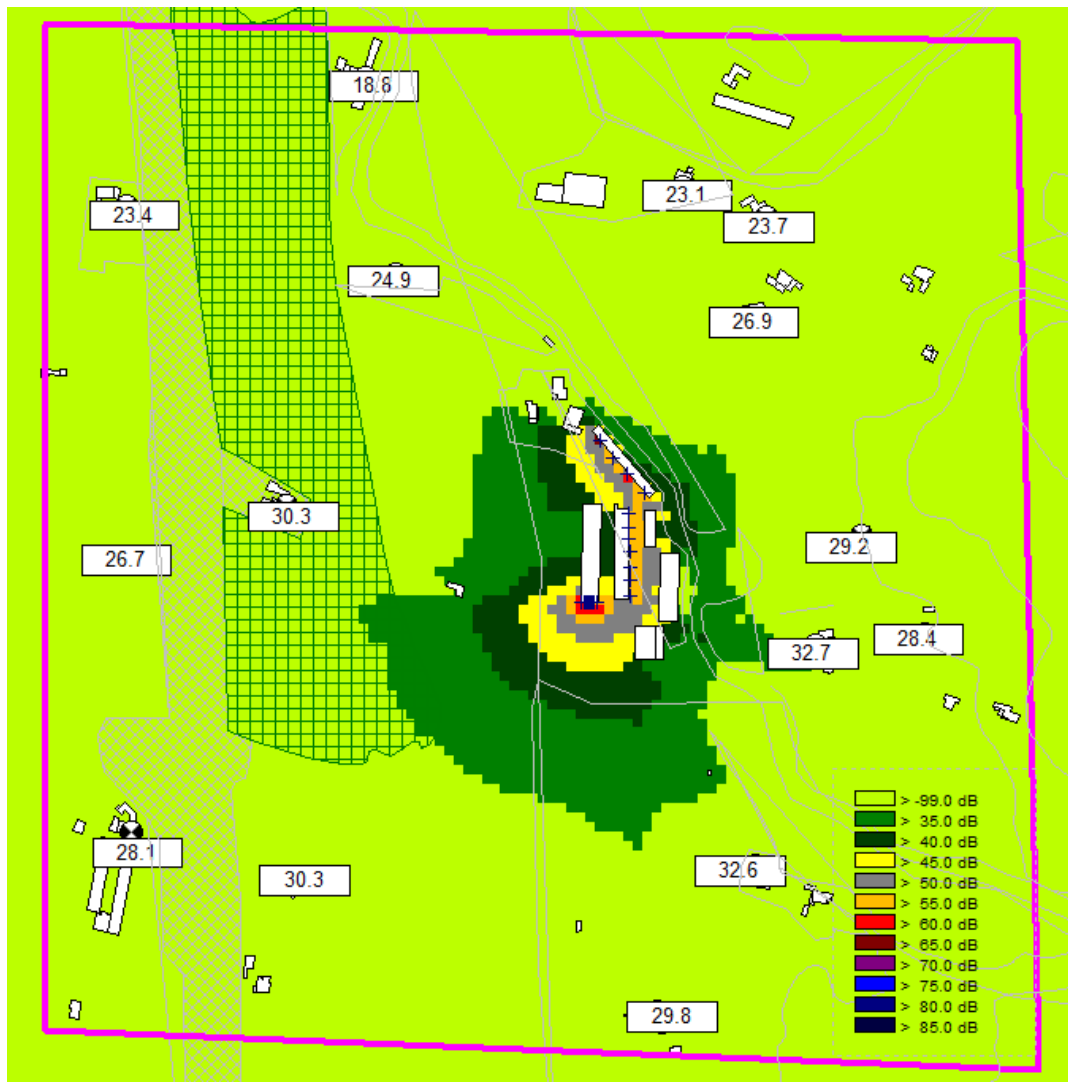 18.8
23.1
23.4
23.7
24.9
26.9
30.3
29.2
26.7
28.4
32.7
28.1
32.6
30.3
29.8
> -99.0 dB
> 35.0 dB
> 40.0 dB
> 45.0 dB
> 50.0 dB
> 55.0 dB
> 60.0 dB
> 65.0 dB
> 70.0 dB
> 75.0 dB
> 80.0 dB
> 85.0 dB